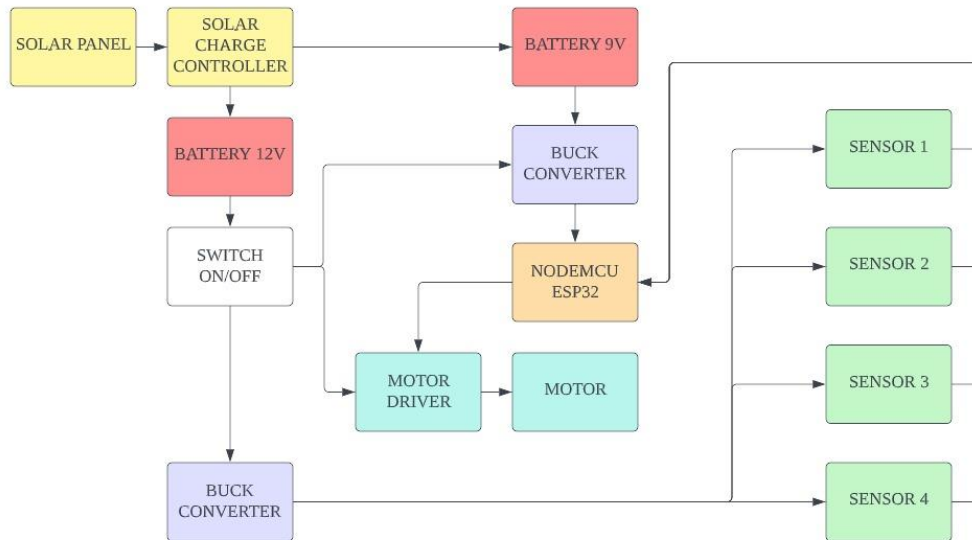 SOLAR PANEL
SOLAR
CHARGE
CONTROLLER
BATTERY 9V
BATTERY 12V
BUCK
CONVERTER
SENSOR 1
SWITCH
ON/OFF
NODEMCU
ESP32
SENSOR 2
MOTOR
DRIVER
MOTOR
SENSOR 3
BUCK
CONVERTER
SENSOR 4